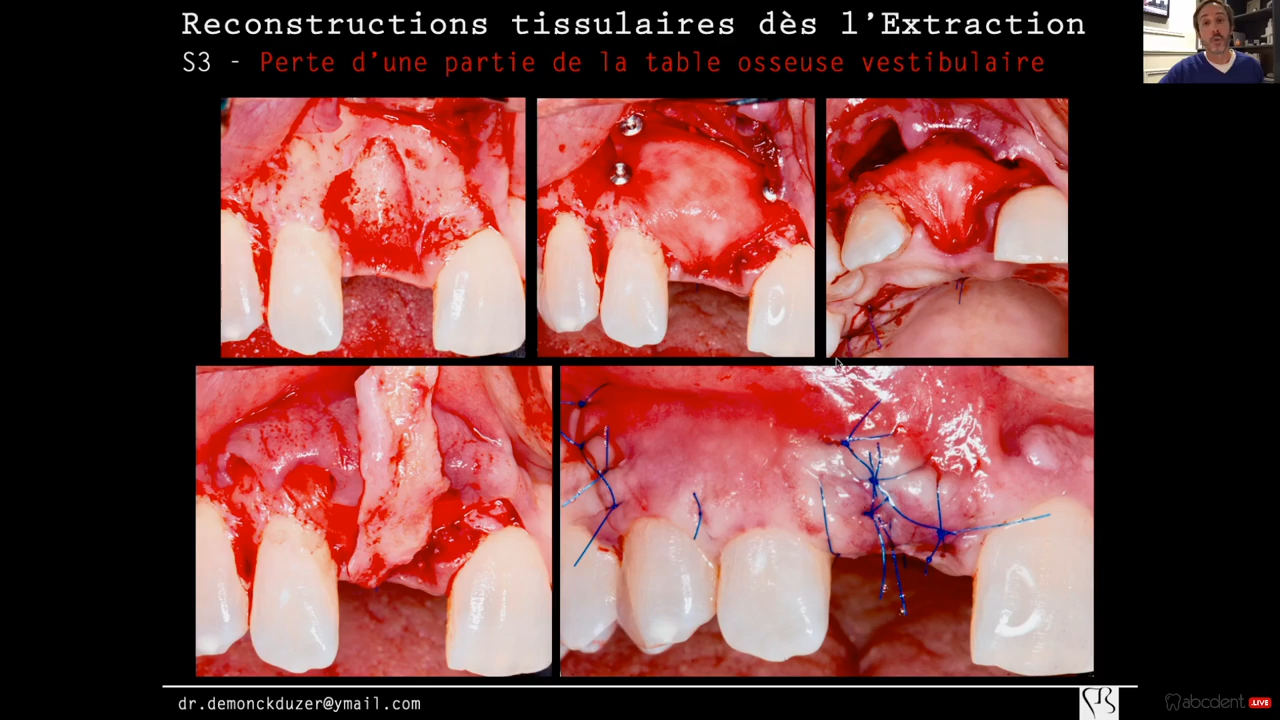 Reconstructions tissulaires dès l'Extraction
S3 - Perte d'une partie de la table osseuse vestibulaire
dr.demonckduzer@ymail.com
abcdent LIVE